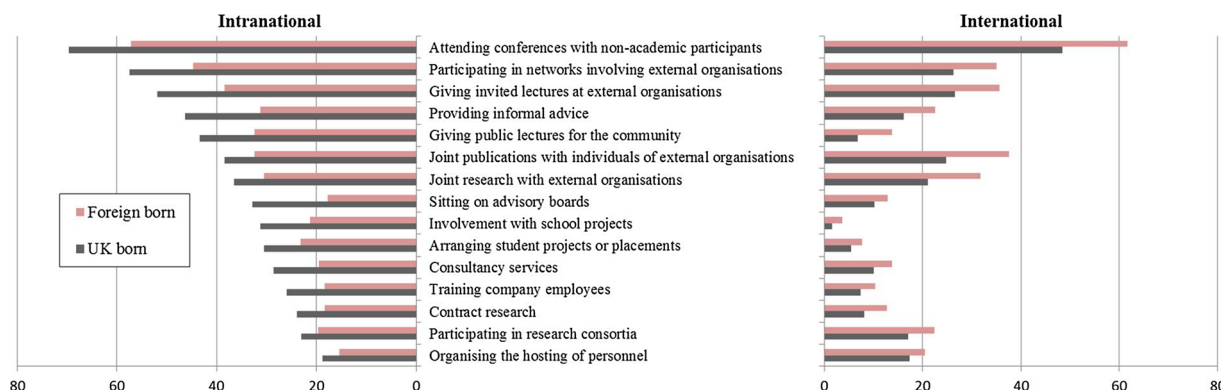 Intranational
International
Attending conferences with non-academic participants
Participating in networks involving external organisations
Giving invited lectures at external organisations
Providing informal advice
Giving public lectures for the community
Joint publications with individuals of external organisations
Joint research with external organisations
Sitting on advisory boards
Involvement with school projects
Arranging student projects or placements
Consultancy services
Training company employees
Contract research
Participating in research consortia
Organising the hosting of personnel
Foreign born
UK born
80 60 40 20 0
0 20 40 60 80